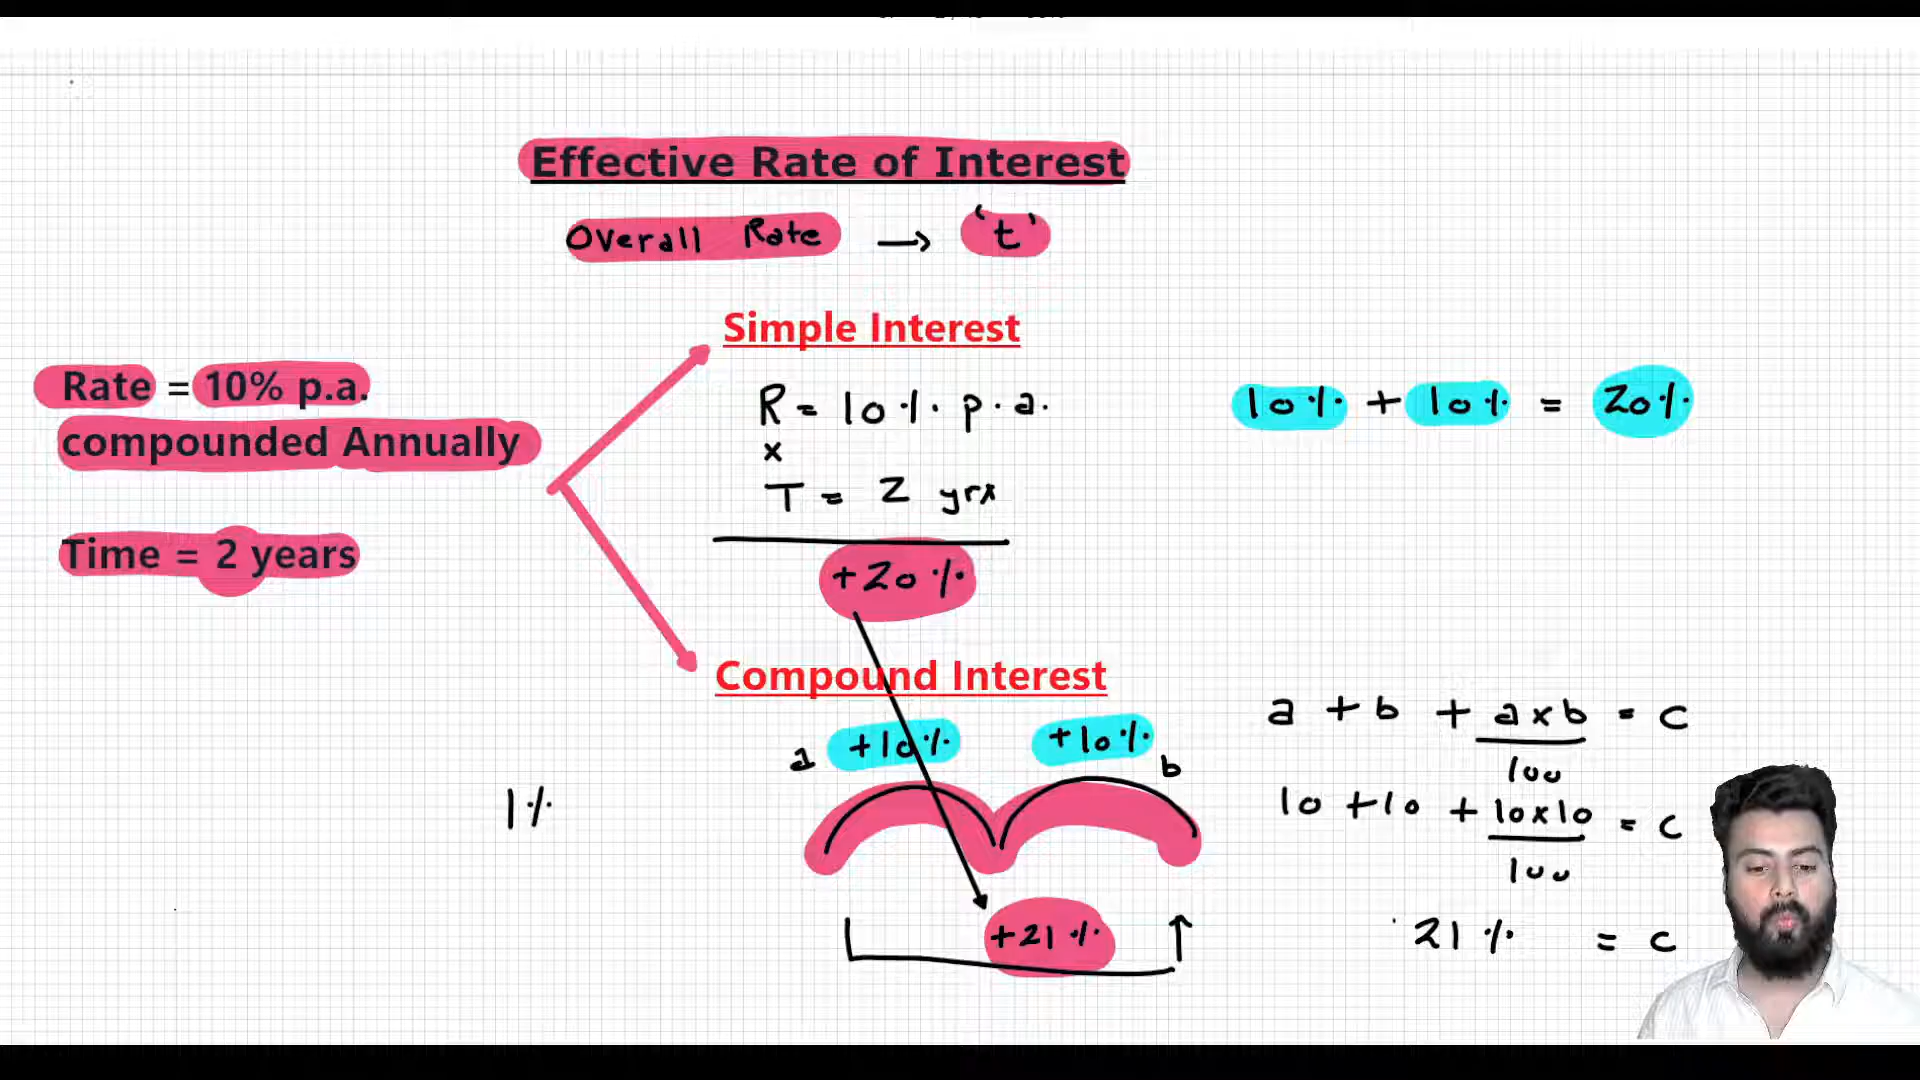 Effective Rate of Interest
Overall Rate → 't'
Simple Interest
Rate = 10% p.a.
compounded Annually
Time = 2 years
R = 10% p.a.
x
T = 2 yrs
+20%
10% + 10% = 20%
Compound Interest
a +10% +10% b
1%
+21%
a + b + a x b = c
100
10 + 10 + 10 x 10 = c
100
21% = c